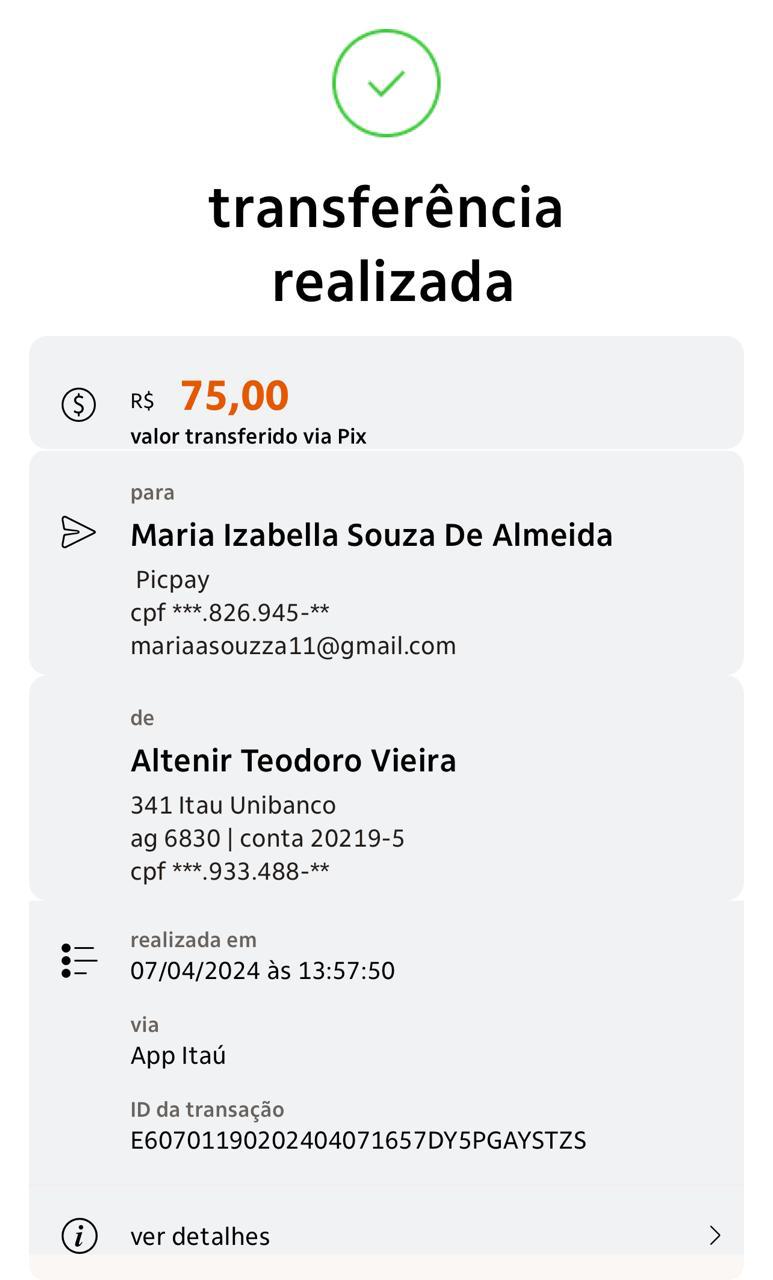 transferência
realizada
R$ 75,00
valor transferido via Pix
para
Maria Izabella Souza De Almeida
Picpay
cpf ***.826.945-**
mariaasouzza11@gmail.com
de
Altenir Teodoro Vieira
341 Itau Unibanco
ag 6830 | conta 20219-5
cpf ***.933.488-**
realizada em
07/04/2024 às 13:57:50
via
App Itaú
ID da transação
E60701190202404071657DY5PGAYSTZS
ver detalhes